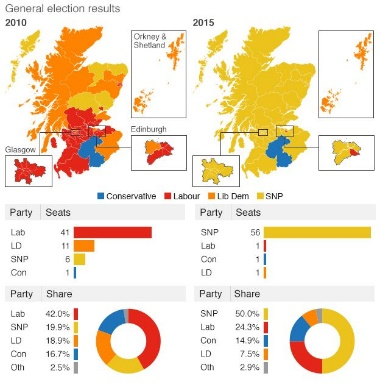 General election results
2010
2015
Orkney &
Shetland
Glasgow
Edinburgh
Conservative Labour Lib Dem SNP
Party Seats
Lab 41
LD 11
SNP 6
Con 1
Party Seats
SNP 56
Lab 1
Con 1
LD 1
Party Share
Lab 42.0%
SNP 19.9%
LD 18.9%
Con 16.7%
Oth 2.5%
Party Share
SNP 50.0%
Lab 24.3%
Con 14.9%
LD 7.5%
Oth 2.9%